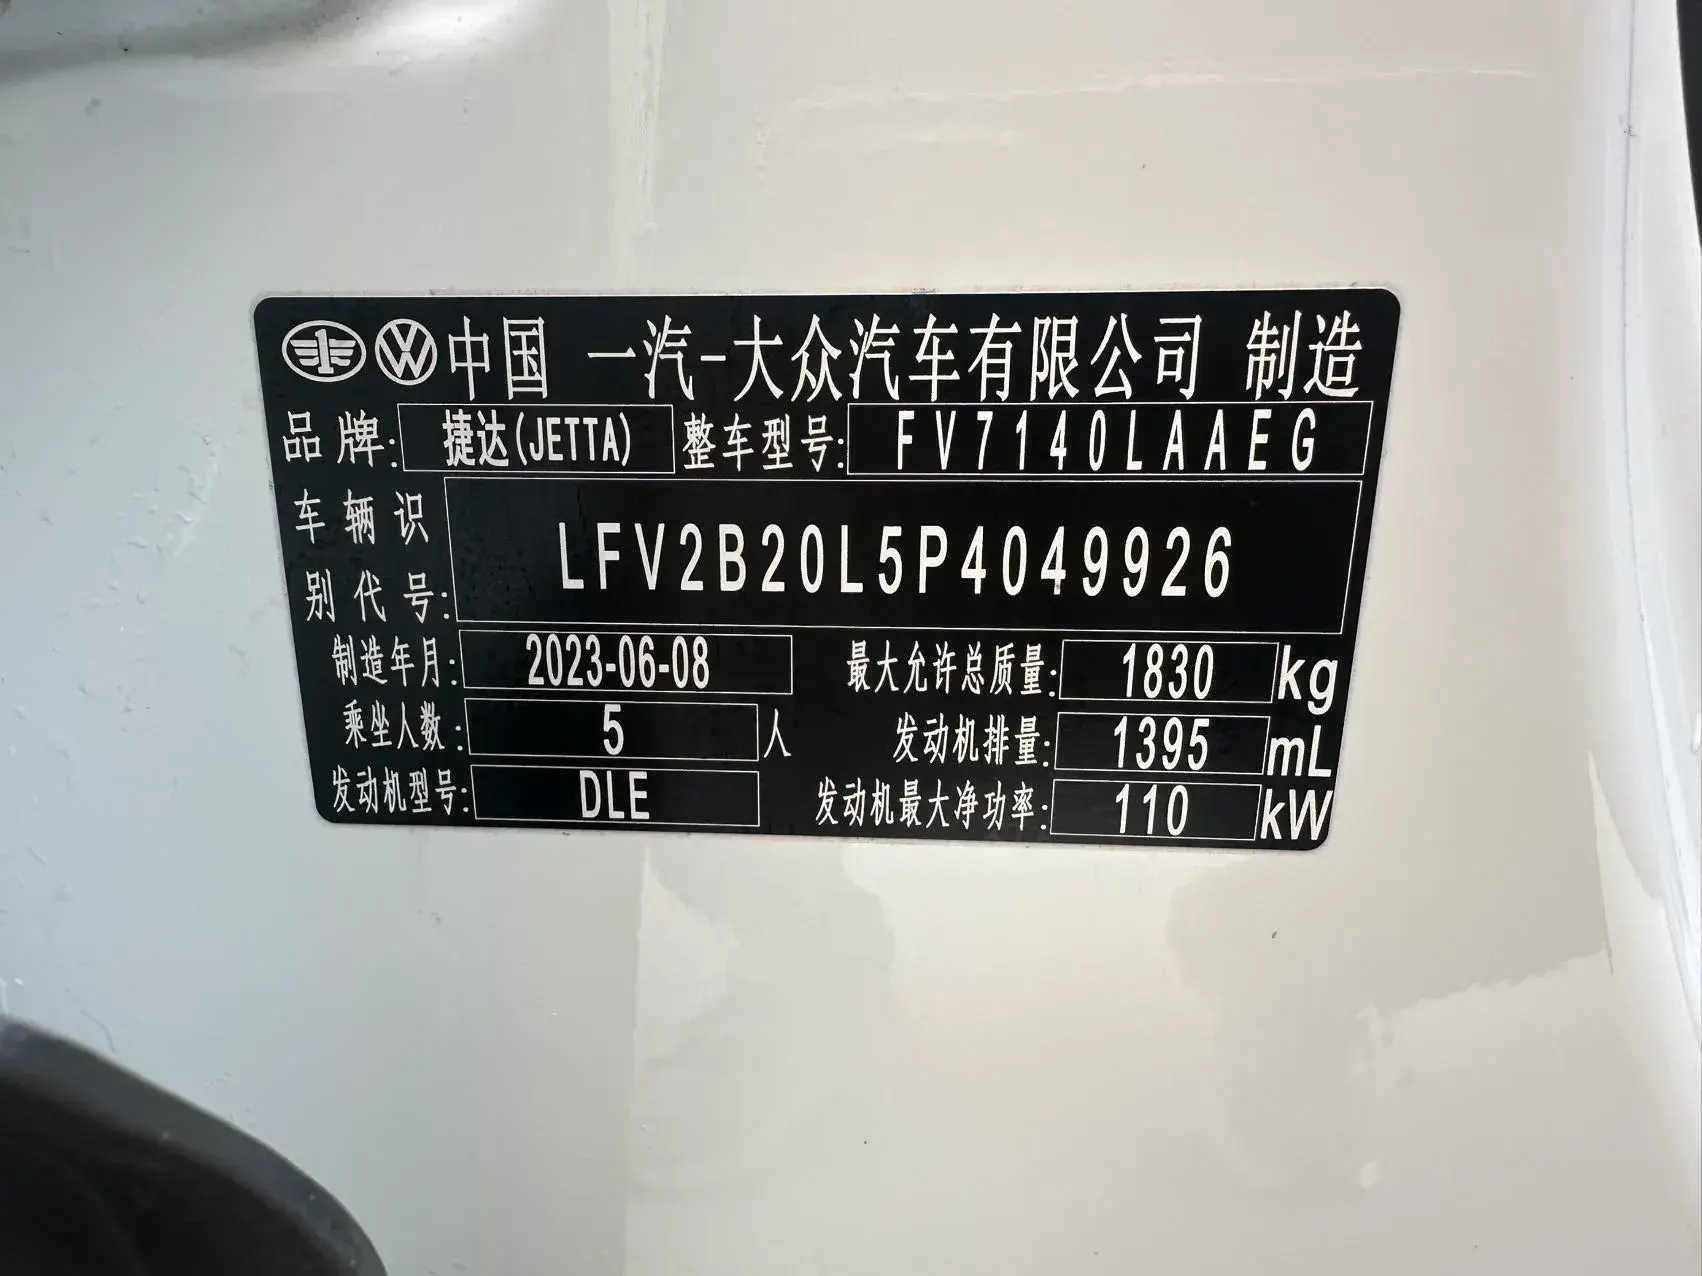 中国 一汽-大众汽车有限公司 制造
品牌: 捷达(JETTA) 整车型号: FV7140LAAEG
车辆识别代号: LFV2B20L5P4049926
制造年月: 2023-06-08 最大允许总质量: 1830 kg
乘坐人数: 5 人 发动机排量: 1395 mL
发动机型号: DLE 发动机最大净功率: 110 kW